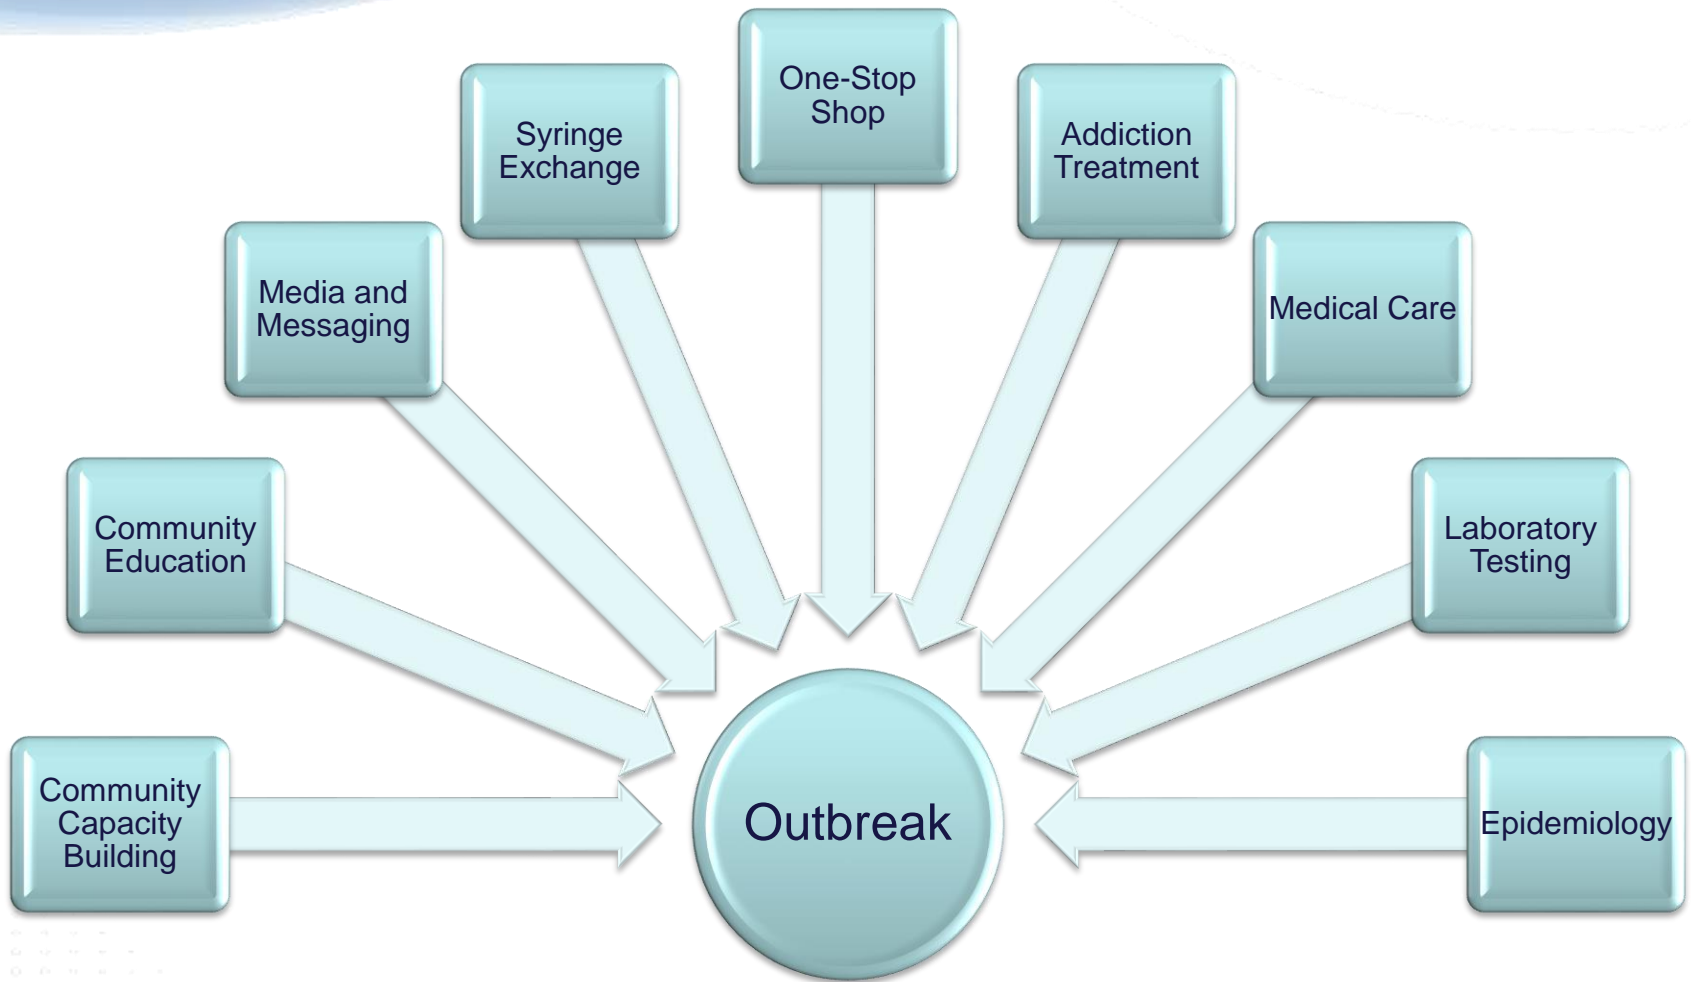 One-Stop
Shop
Syringe
Exchange
Addiction
Treatment
Media and
Messaging
Medical Care
Community
Education
Laboratory
Testing
Community
Capacity
Building
Outbreak
Epidemiology